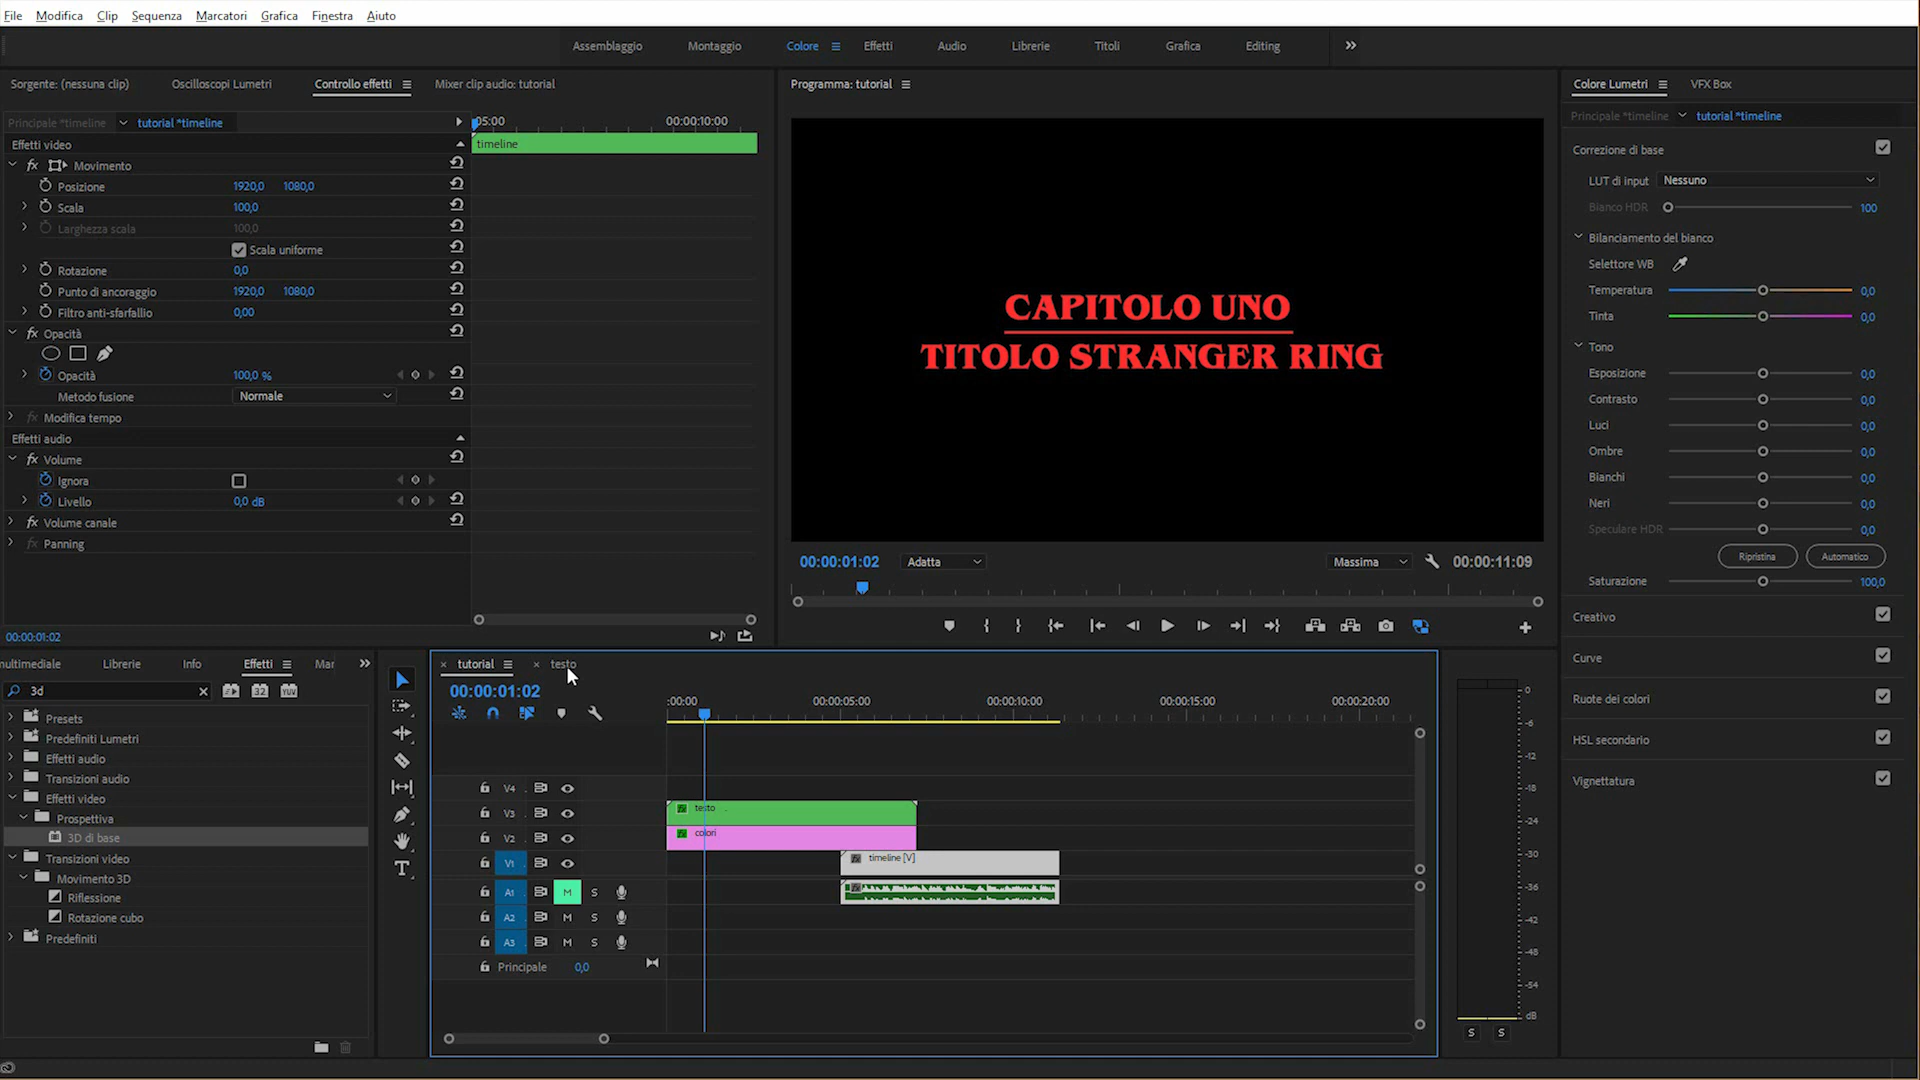 File Modifica Clip Sequenza Marcatori Grafica Finestra Aiuto
Assemblaggio Montaggio Colore Effetti Audio Librerie Titoli Grafica Editing
Sorgente: (nessuna clip) Oscilloscopi Lumetri Controllo effetti Mixer clip audio: tutorial
Programma: tutorial
Colore Lumetri VFX Box
Principale *timeline tutorial *timeline
05:00 00:00:10:00
Principale *timeline tutorial *timeline
Effetti video
timeline
Movimento
Posizione 1920,0 1080,0
Scala 100,0
Larghezza scala 100,0
Scala uniforme
Rotazione 0,0
Punto di ancoraggio 1920,0 1080,0
Filtro anti-sfarfallio 0,00
Opacità
Opacità 100,0 %
Metodo fusione Normale
Modifica tempo
Effetti audio
Volume
Ignora
Livello 0,0 dB
Volume canale
Panning
00:00:01:02
CAPITOLO UNO
TITOLO STRANGER RING
00:00:01:02 Adatta Massima 00:00:11:09
Correzione di base
LUT di input Nessuno
Bianco HDR 100
Bilanciamento del bianco
Selettore WB
Temperatura 0,0
Tinta 0,0
Tono
Esposizione 0,0
Contrasto 0,0
Luci 0,0
Ombre 0,0
Bianchi 0,0
Neri 0,0
Speculare HDR 0,0
Ripristina Automatico
Saturazione 100,0
Creativo
Curve
Ruote dei colori
HSL secondario
Vignettatura
multimediale Librerie Info Effetti Mar
3d
32 YUV
Presets
Predefiniti Lumetri
Effetti audio
Transizioni audio
Effetti video
Prospettiva
3D di base
Transizioni video
Movimento 3D
Riflessione
Rotazione cubo
Predefiniti
T
tutorial testo
00:00:01:02
:00:00 00:00:05:00 00:00:10:00 00:00:15:00 00:00:20:00
V4
V3 testo
V2 colori
V1 timeline [V]
A1 M S
A2 M S
A3 M S
Principale 0,0
0
-6
-12
-18
-24
-30
-36
-42
-48
-54
dB
S S